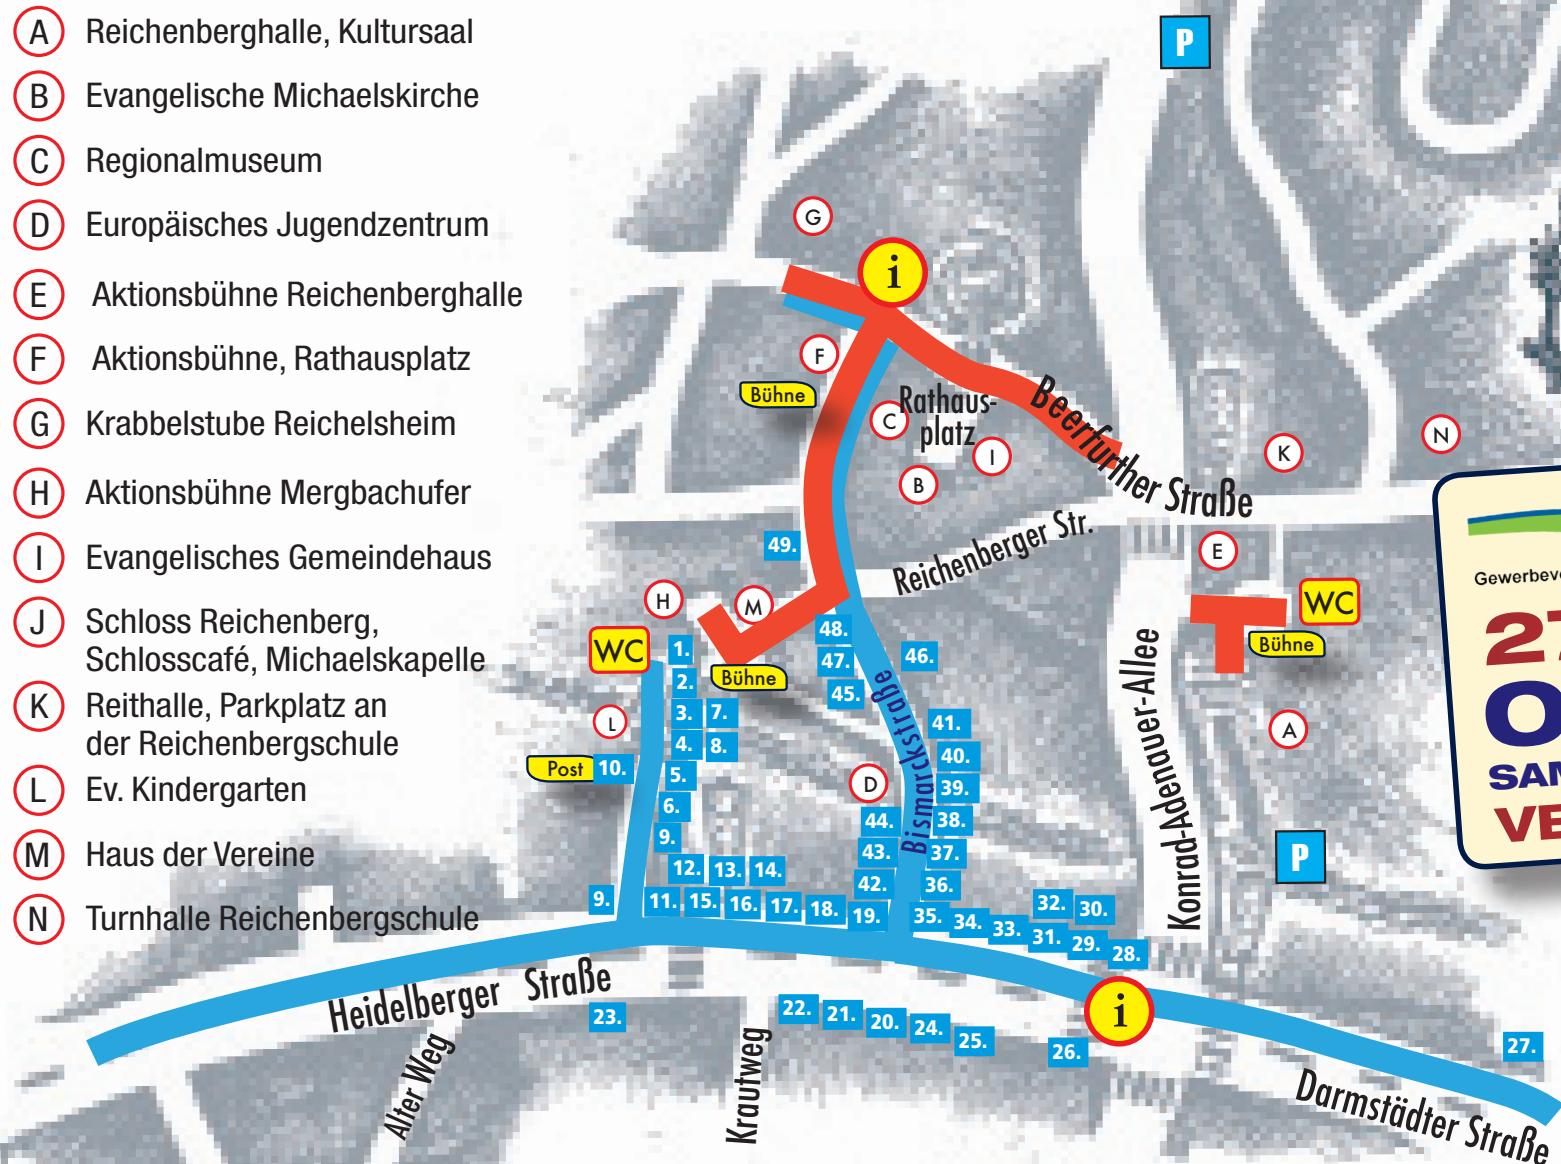 A Reichenberghalle, Kultursaal
B Evangelische Michaelskirche
C Regionalmuseum
D Europäisches Jugendzentrum
E Aktionsbühne Reichenberghalle
F Aktionsbühne, Rathausplatz
G Krabbelstube Reichelsheim
H Aktionsbühne Mergbachufer
I Evangelisches Gemeindehaus
J Schloss Reichenberg,
Schlosscafé, Michaelskapelle
K Reithalle, Parkplatz an
der Reichenbergschule
L Ev. Kindergarten
M Haus der Vereine
N Turnhalle Reichenbergschule
P
G
i
F
Bühne
C
Rathaus-
platz
I
B
Beerfurther Straße
K
N
49.
Reichenberger Str.
E
H
M
WC
WC
Bühne
Bühne
1.
2.
3. 7.
4. 8.
5.
6.
9.
L
Post 10.
48.
47.
45.
46.
Bismarckstraße
41.
40.
39.
38.
37.
36.
D
44.
43.
42.
Konrad-Adenauer-Allee
A
P
12. 13. 14.
9. 11. 15. 16. 17. 18. 19.
35. 34. 33. 31. 29. 28.
32. 30.
Heidelberger Straße
i
23.
22. 21. 20. 24. 25.
26.
27.
Alter Weg
Krautweg
Darmstädter Straße
Gewerbeve
27
O
SAM
VE